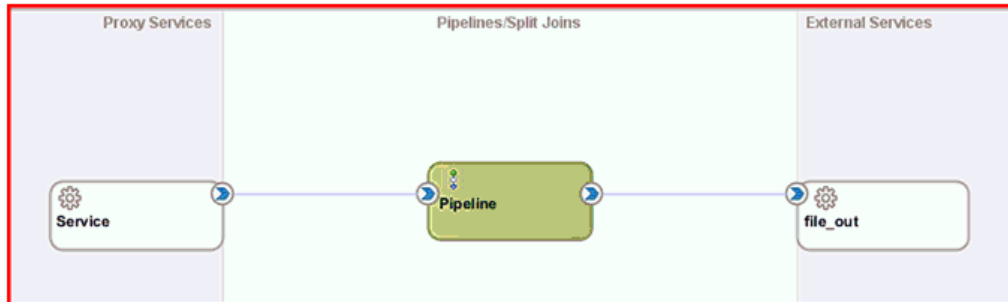 Proxy Services
Pipelines/Split Joins
External Services
Service
Pipeline
file_out